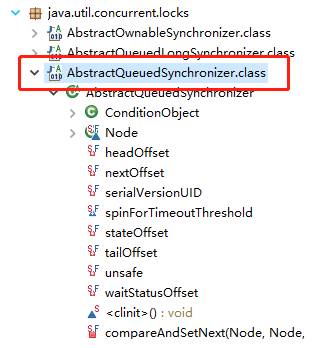 java.util.concurrent.locks
AbstractOwnableSynchronizer.class
AbstractQueuedLongSynchronizer.class
AbstractQueuedSynchronizer.class
AbstractQueuedSynchronizer
ConditionObject
Node
headOffset
nextOffset
serialVersionUID
spinForTimeoutThreshold
stateOffset
tailOffset
unsafe
waitStatusOffset
<clinit>() : void
compareAndSetNext(Node, Node,